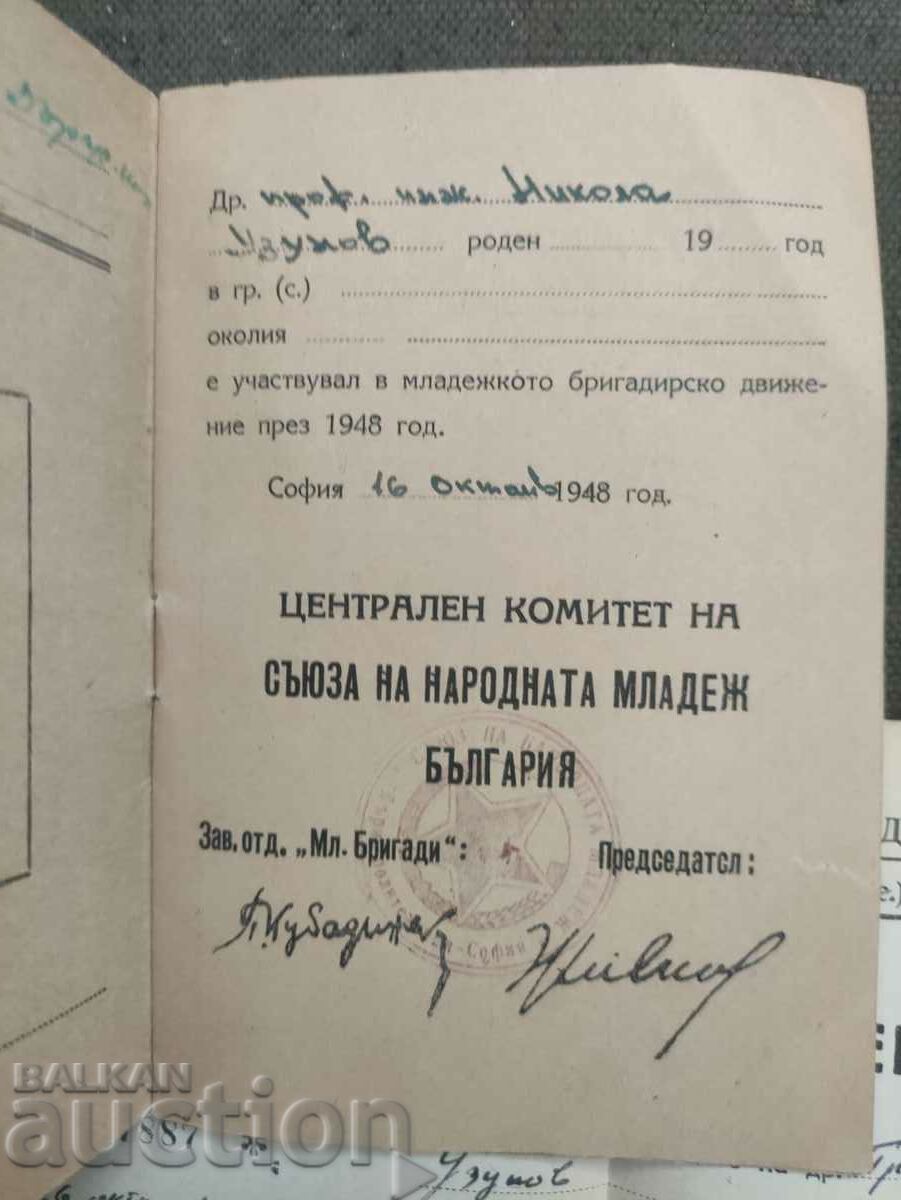 Др. проф. инж. Никола
Узунов роден 19 год
в гр. (с.)
околия
е участвувал в младежкото бригадирско движе-
ние през 1948 год.
София 16 октомв 1948 год.
ЦЕНТРАЛЕН КОМИТЕТ НА
СЪЮЗА НА НАРОДНАТА МЛАДЕЖ
БЪЛГАРИЯ
Зав. отд. „Мл. Бригади“: Председател:
София
BALKAN
auction
1887
Узунов